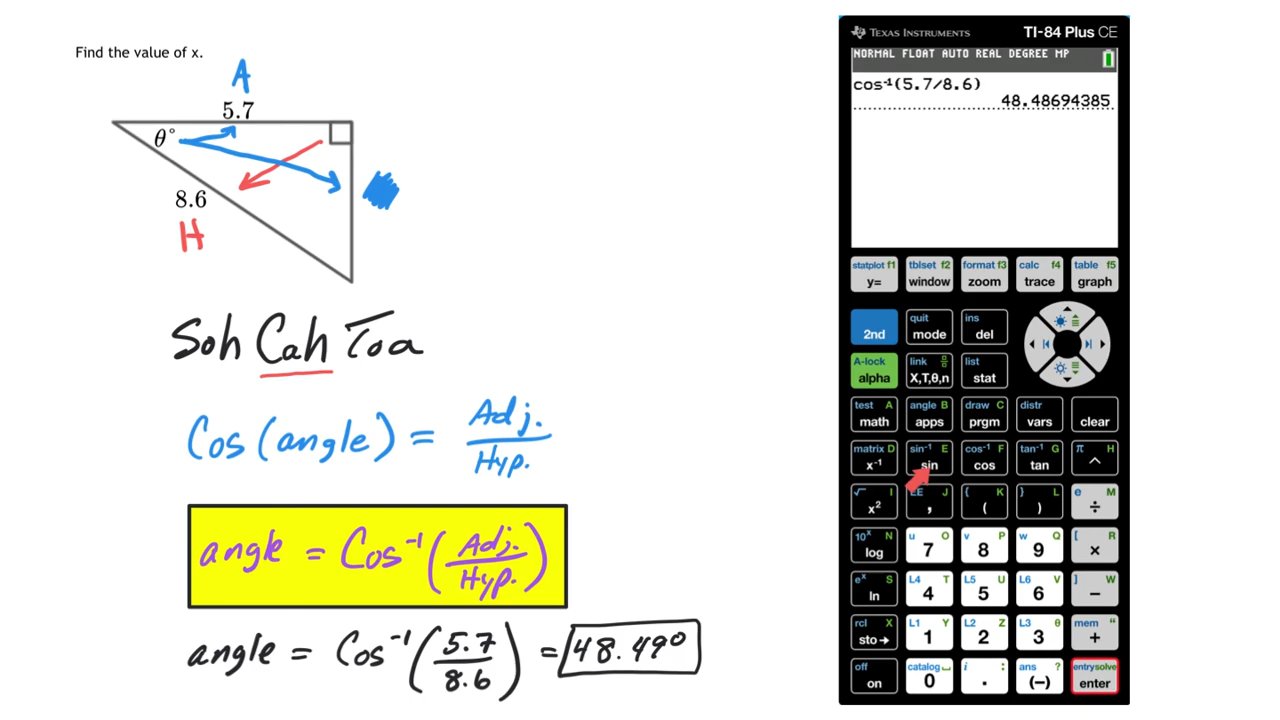 Find the value of x.
A
5.7
θ°
8.6
H
Soh Cah Toa
Cos (angle) = Adj. / Hyp.
angle = Cos⁻¹ (Adj. / Hyp.)
angle = Cos⁻¹ (5.7 / 8.6) = 48.49°
TEXAS INSTRUMENTS TI-84 Plus CE
NORMAL FLOAT AUTO REAL DEGREE MP
cos⁻¹(5.7/8.6)
48.48694385
statplot f1 tblset f2 format f3 calc f4 table f5
y= window zoom trace graph
quit ins
2nd mode del
A-lock link list
alpha X,T,θ,n stat
test A angle B draw C distr
math apps prgm vars clear
matrix D sin⁻¹ E cos⁻¹ F tan⁻¹ G π H
x⁻¹ sin cos tan ^
√ I EE J { K } L e M
x² , ( ) ÷
10ˣ N u O v P w Q [ R
log 7 8 9 ×
eˣ S L4 T L5 U L6 V ] W
ln 4 5 6 −
rcl X L1 Y L2 Z L3 θ mem "
sto→ 1 2 3 +
off catalog i : ans ? entry solve
on 0 . (−) enter